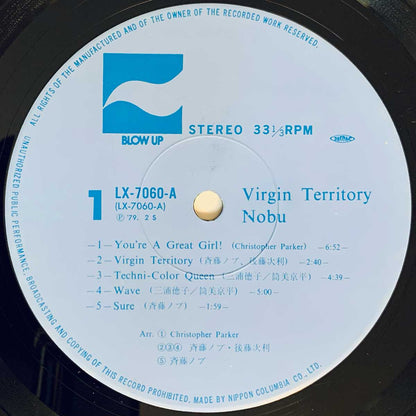 ALL RIGHTS OF THE MANUFACTURER AND OF THE OWNER OF THE RECORDED WORK RESERVED.
UNAUTHORIZED PUBLIC PERFORMANCE, BROADCASTING AND COPYING OF THIS RECORD PROHIBITED. MADE BY NIPPON COLUMBIA CO., LTD.
BLOW UP
STEREO 33 1/3 RPM
1
LX-7060-A
(LX-7060-A)
Ⓟ '79. 2 S
Virgin Territory
Nobu
—1—You're A Great Girl! (Christopher Parker) —6:52—
—2—Virgin Territory (斉藤ノブ、後藤次利) —2:40—
—3—Techni-Color Queen (三浦徳子／筒美京平) —4:39—
—4—Wave (三浦徳子／筒美京平) —5:00—
—5—Sure (斉藤ノブ) —1:59—
Arr. ① Christopher Parker
②③④ 斉藤ノブ・後藤次利
⑤ 斉藤ノブ